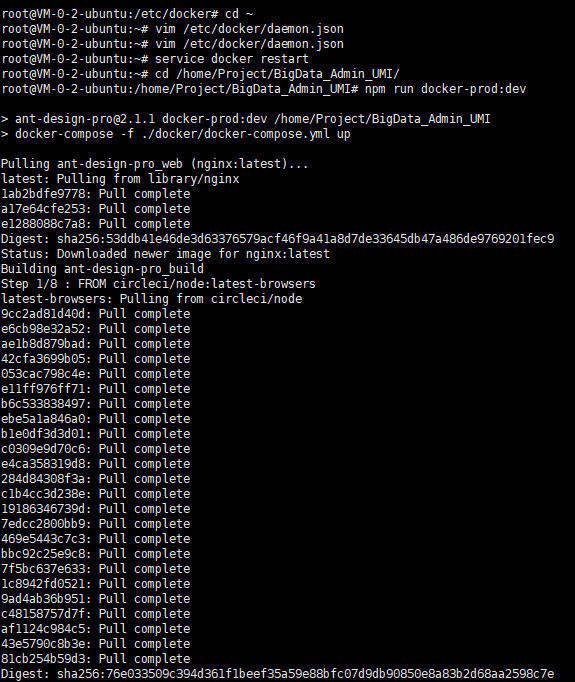 root@VM-0-2-ubuntu:/etc/docker# cd ~
root@VM-0-2-ubuntu:~# vim /etc/docker/daemon.json
root@VM-0-2-ubuntu:~# vim /etc/docker/daemon.json
root@VM-0-2-ubuntu:~# service docker restart
root@VM-0-2-ubuntu:~# cd /home/Project/BigData_Admin_UMI/
root@VM-0-2-ubuntu:/home/Project/BigData_Admin_UMI# npm run docker-prod:dev
> ant-design-pro@2.1.1 docker-prod:dev /home/Project/BigData_Admin_UMI
> docker-compose -f ./docker/docker-compose.yml up
Pulling ant-design-pro_web (nginx:latest)...
latest: Pulling from library/nginx
1ab2bdfe9778: Pull complete
a17e64cfe253: Pull complete
e1288088c7a8: Pull complete
Digest: sha256:53ddb41e46de3d63376579acf46f9a41a8d7de33645db47a486de9769201fec9
Status: Downloaded newer image for nginx:latest
Building ant-design-pro_build
Step 1/8 : FROM circleci/node:latest-browsers
latest-browsers: Pulling from circleci/node
9cc2ad81d40d: Pull complete
e6cb98e32a52: Pull complete
ae1b8d879bad: Pull complete
42cfa3699b05: Pull complete
053cac798c4e: Pull complete
e11ff976ff71: Pull complete
b6c533838497: Pull complete
ebe5a1a846a0: Pull complete
b1e0df3d3d01: Pull complete
c0309e9d70c6: Pull complete
e4ca358319d8: Pull complete
284d84308f3a: Pull complete
c1b4cc3d238e: Pull complete
19186346739d: Pull complete
7edcc2800bb9: Pull complete
469e5443c7c3: Pull complete
bbc92c25e9c8: Pull complete
7f5bc637e633: Pull complete
1c8942fd0521: Pull complete
9ad4ab36b951: Pull complete
c48158757d7f: Pull complete
af1124c984c5: Pull complete
43e5790c8b3e: Pull complete
81cb254b59d3: Pull complete
Digest: sha256:76e033509c394d361f1beef35a59e88bfc07d9db90850e8a83b2d68aa2598c7e